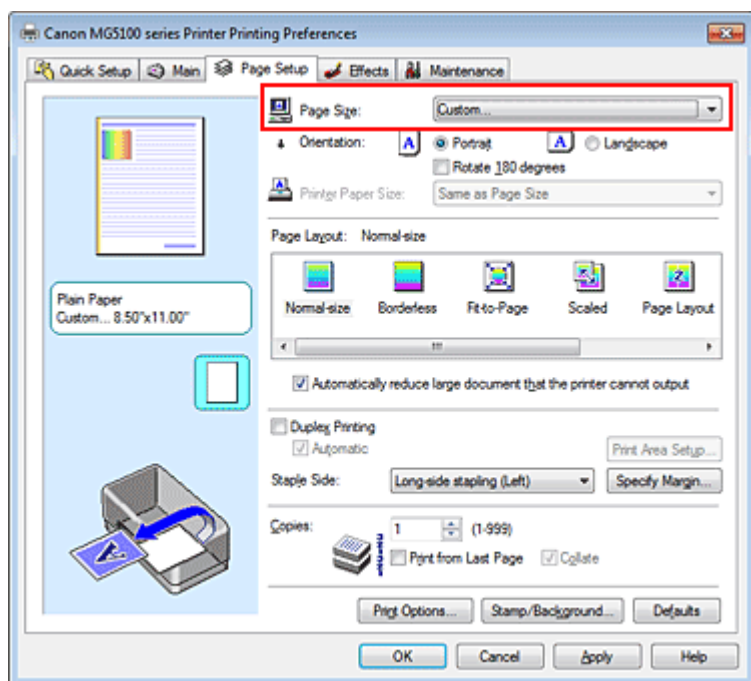 Canon MG5100 series Printer Printing Preferences
Quick Setup Main Page Setup Effects Maintenance
Page Size: Custom...
Orientation: A Portrait A Landscape
Rotate 180 degrees
Printer Paper Size: Same as Page Size
Page Layout: Normal-size
Normal-size Borderless Fit-to-Page Scaled Page Layout
Plain Paper
Custom... 8.50"x11.00"
Automatically reduce large document that the printer cannot output
Duplex Printing
Automatic Print Area Setup...
Staple Side: Long-side stapling (Left) Specify Margin...
Copies: 1 (1-999)
Print from Last Page Collate
Print Options... Stamp/Background... Defaults
OK Cancel Apply Help